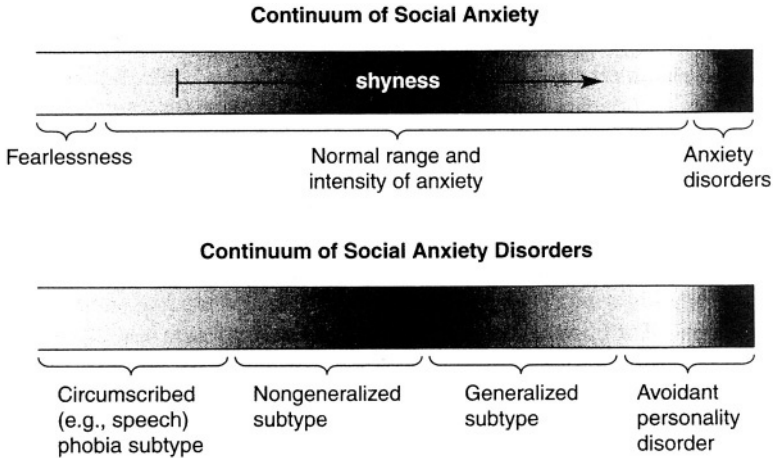 Continuum of Social Anxiety
shyness
Fearlessness
Normal range and
intensity of anxiety
Anxiety
disorders
Continuum of Social Anxiety Disorders
Circumscribed
(e.g., speech)
phobia subtype
Nongeneralized
subtype
Generalized
subtype
Avoidant
personality
disorder